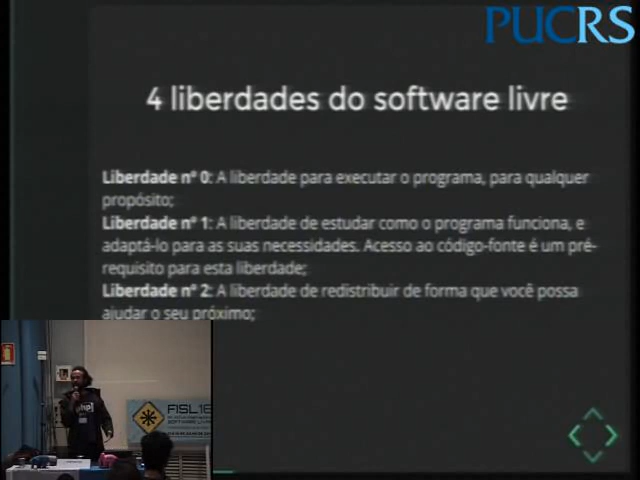 PUCRS
4 liberdades do software livre
Liberdade nº 0: A liberdade para executar o programa, para qualquer
propósito;
Liberdade nº 1: A liberdade de estudar como o programa funciona, e
adaptá-lo para as suas necessidades. Acesso ao código-fonte é um pré-
requisito para esta liberdade;
Liberdade nº 2: A liberdade de redistribuir de forma que você possa
ajudar o seu próximo;
FISL16
SOFTWARE LIVRE